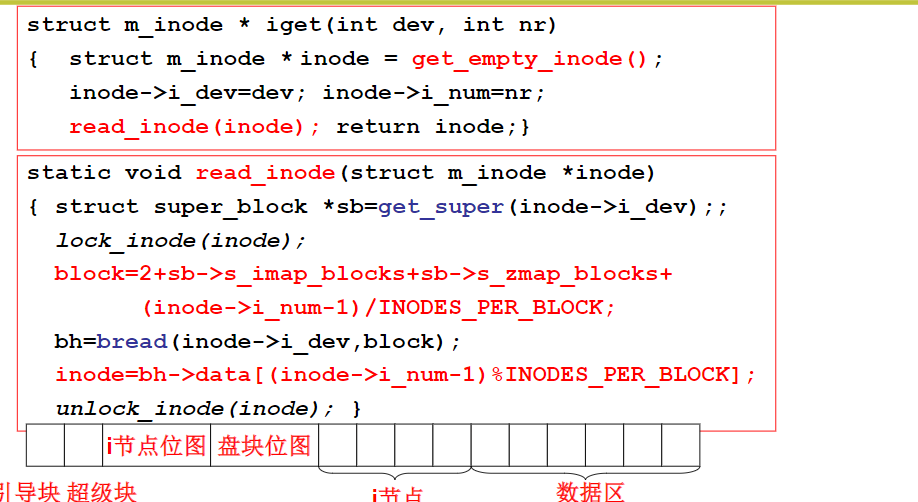 struct m_inode * iget(int dev, int nr)
{ struct m_inode * inode = get_empty_inode();
inode->i_dev=dev; inode->i_num=nr;
read_inode(inode); return inode;}
static void read_inode(struct m_inode *inode)
{ struct super_block *sb=get_super(inode->i_dev);;
lock_inode(inode);
block=2+sb->s_imap_blocks+sb->s_zmap_blocks+
(inode->i_num-1)/INODES_PER_BLOCK;
bh=bread(inode->i_dev,block);
inode=bh->data[(inode->i_num-1)%INODES_PER_BLOCK];
unlock_inode(inode); }
i节点位图 盘块位图
引导块 超级块 i节点 数据区